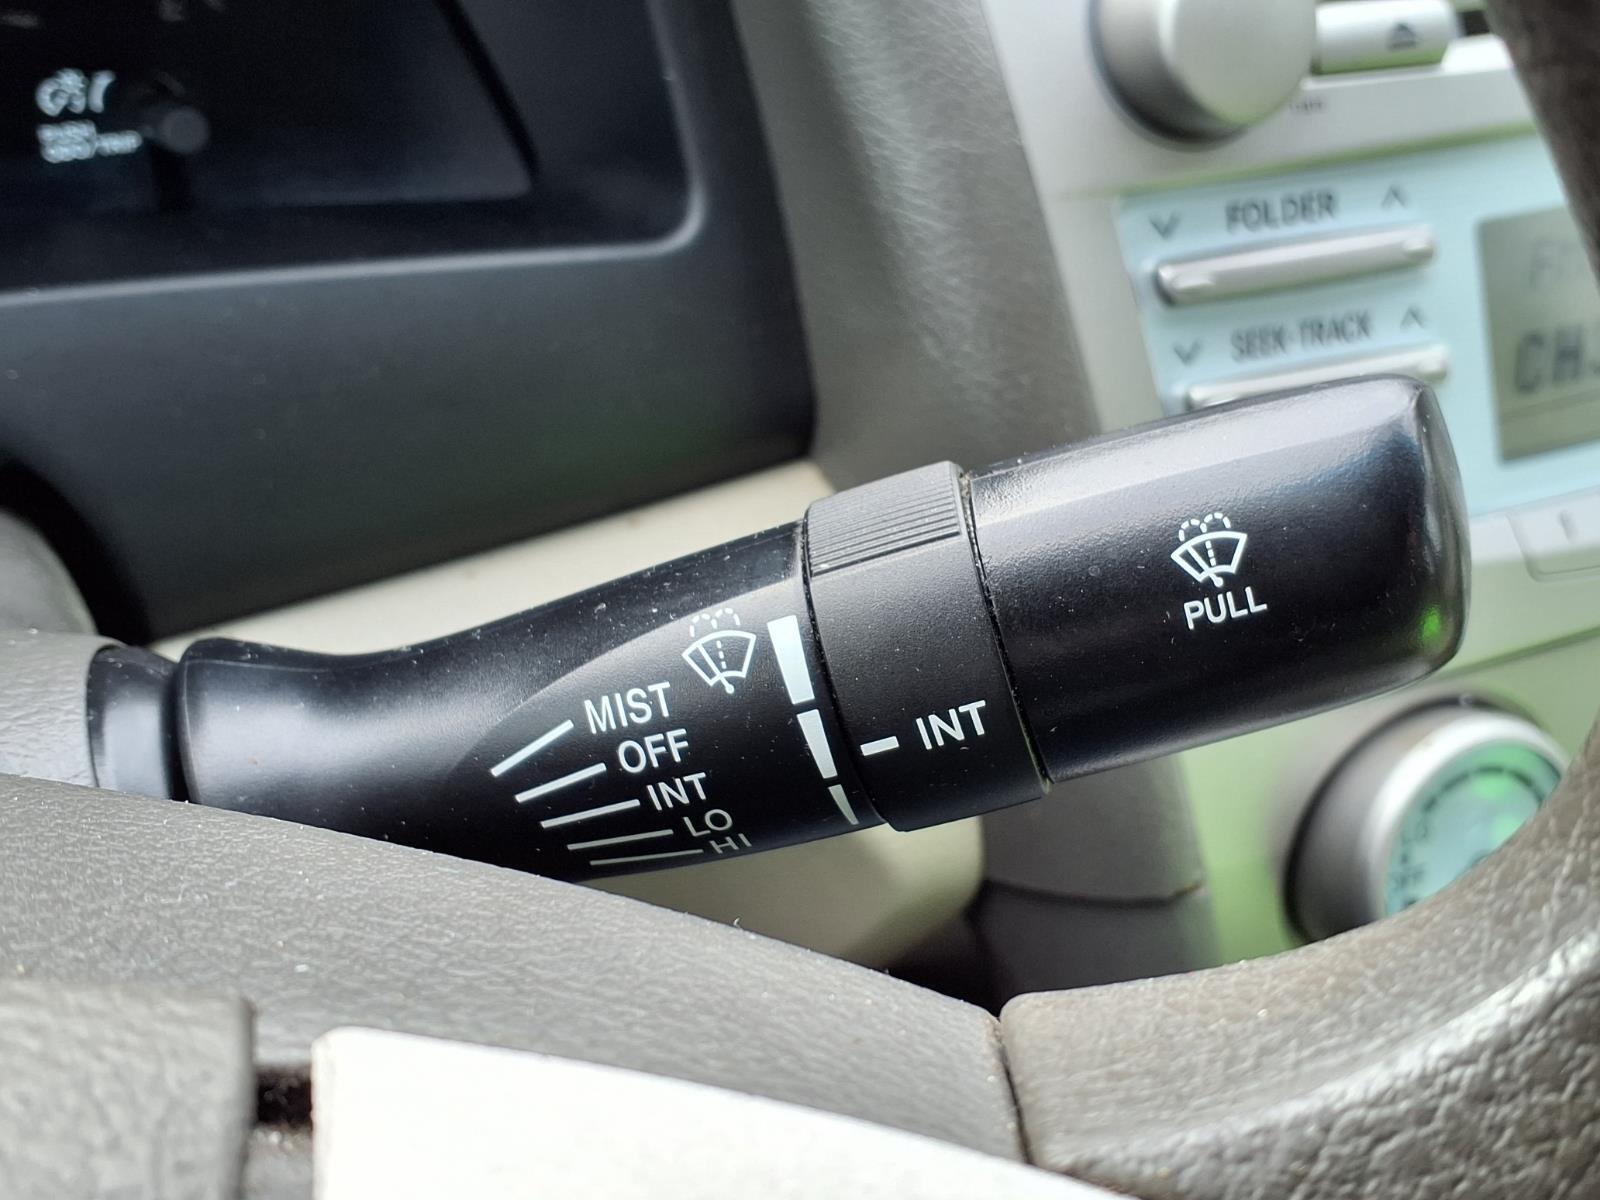 FOLDER
SEEK·TRACK
MIST
OFF
INT
LO
HI
INT
PULL